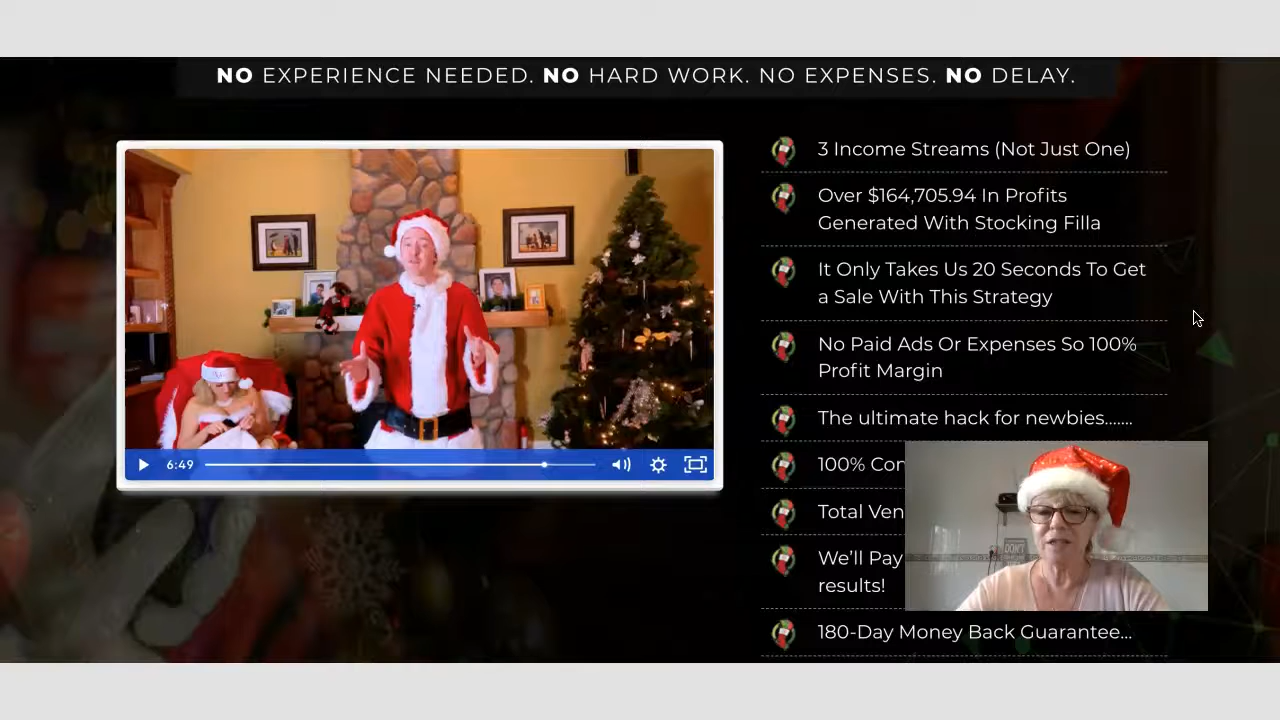 NO EXPERIENCE NEEDED. NO HARD WORK. NO EXPENSES. NO DELAY.
3 Income Streams (Not Just One)
Over $164,705.94 In Profits
Generated With Stocking Filla
It Only Takes Us 20 Seconds To Get
a Sale With This Strategy
No Paid Ads Or Expenses So 100%
Profit Margin
The ultimate hack for newbies.......
100% Con
Total Ven
We'll Pay
results!
180-Day Money Back Guarantee...
6:49
DON'T